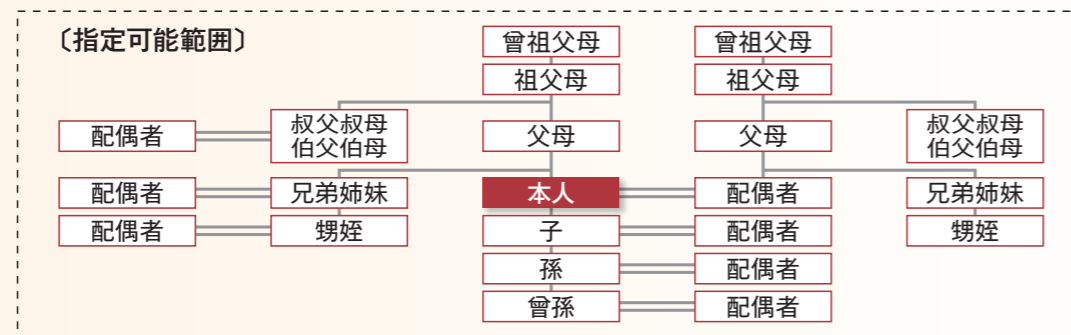 〔指定可能範囲〕
曾祖父母
曾祖父母
祖父母
祖父母
配偶者
叔父叔母
伯父伯母
父母
父母
叔父叔母
伯父伯母
配偶者
兄弟姉妹
本人
配偶者
兄弟姉妹
配偶者
甥姪
子
配偶者
甥姪
孫
配偶者
曾孫
配偶者